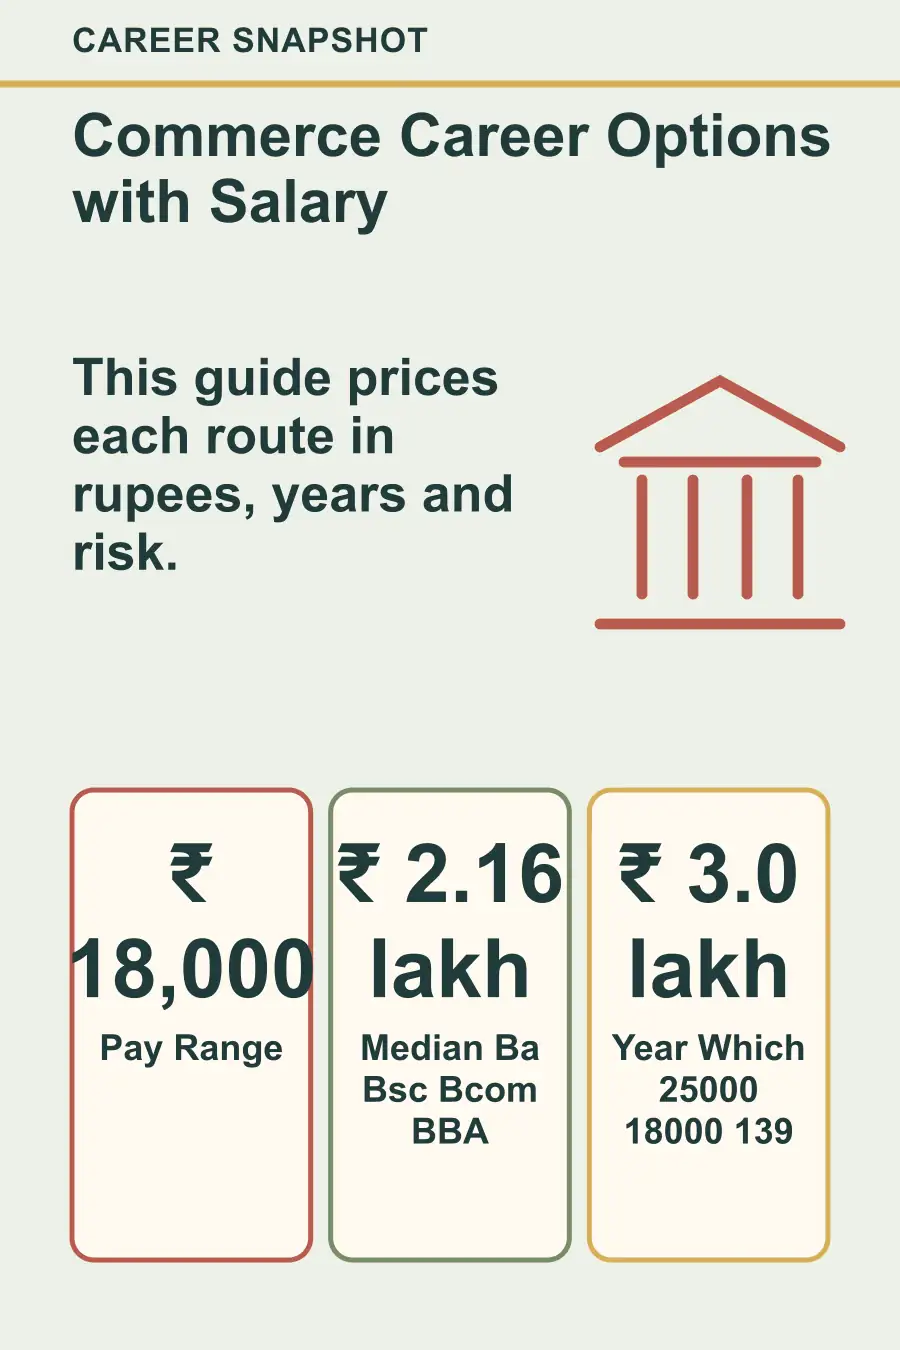 CAREER SNAPSHOT
Commerce Career Options
with Salary
This guide prices
each route in
rupees, years and
risk.
₹
18,000
Pay Range
₹ 2.16
lakh
Median Ba
Bsc Bcom
BBA
₹ 3.0
lakh
Year Which
25000
18000 139